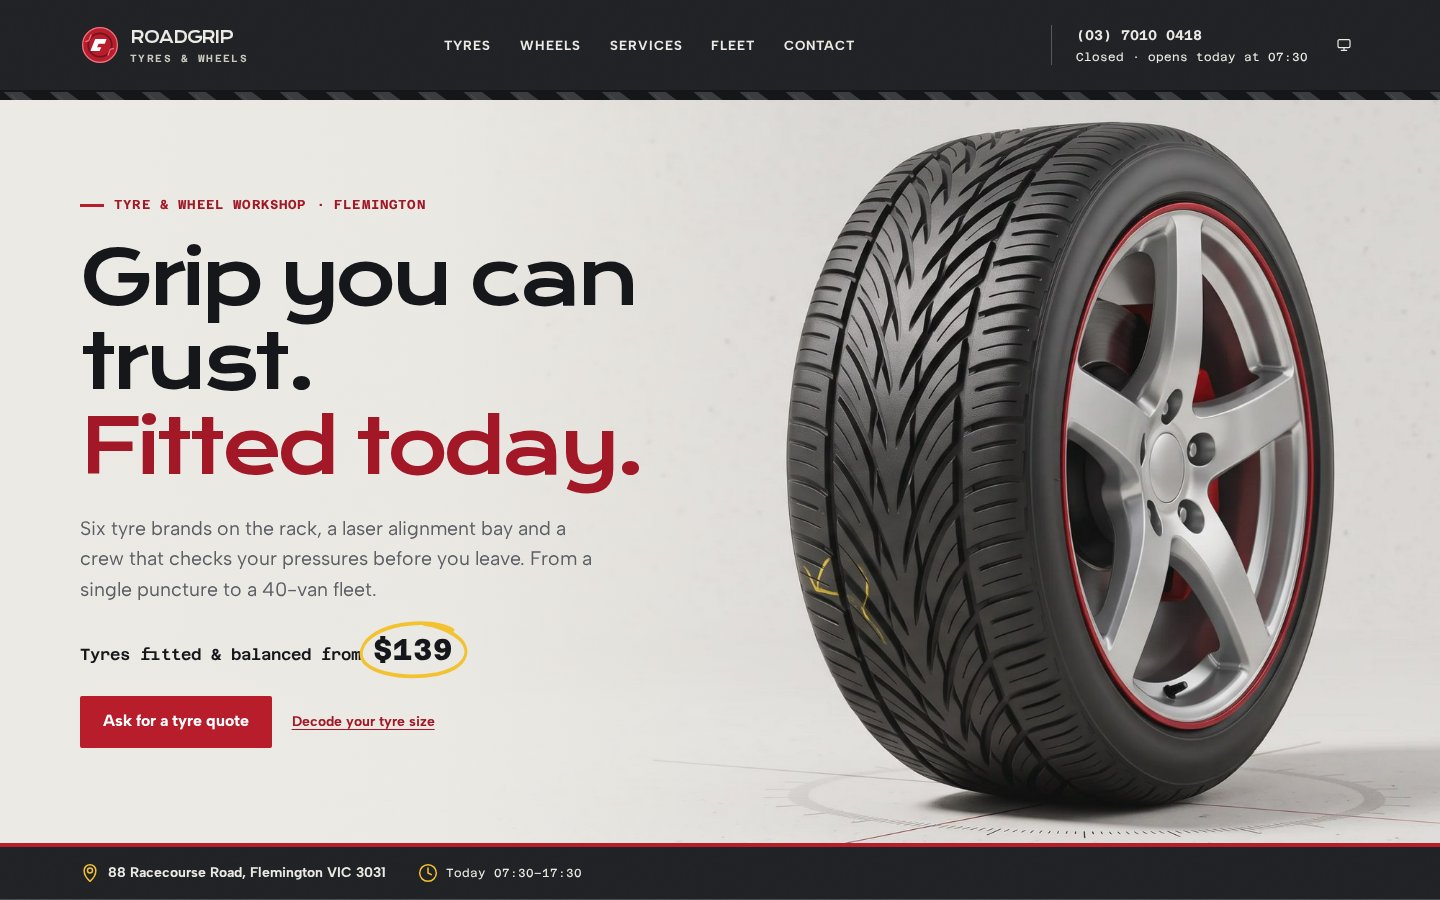 ROADGRIP
TYRES & WHEELS
TYRES WHEELS SERVICES FLEET CONTACT
(03) 7010 0418
Closed · opens today at 07:30
TYRE & WHEEL WORKSHOP · FLEMINGTON
Grip you can
trust.
Fitted today.
Six tyre brands on the rack, a laser alignment bay and a
crew that checks your pressures before you leave. From a
single puncture to a 40-van fleet.
Tyres fitted & balanced from $139
Ask for a tyre quote
Decode your tyre size
88 Racecourse Road, Flemington VIC 3031
Today 07:30–17:30